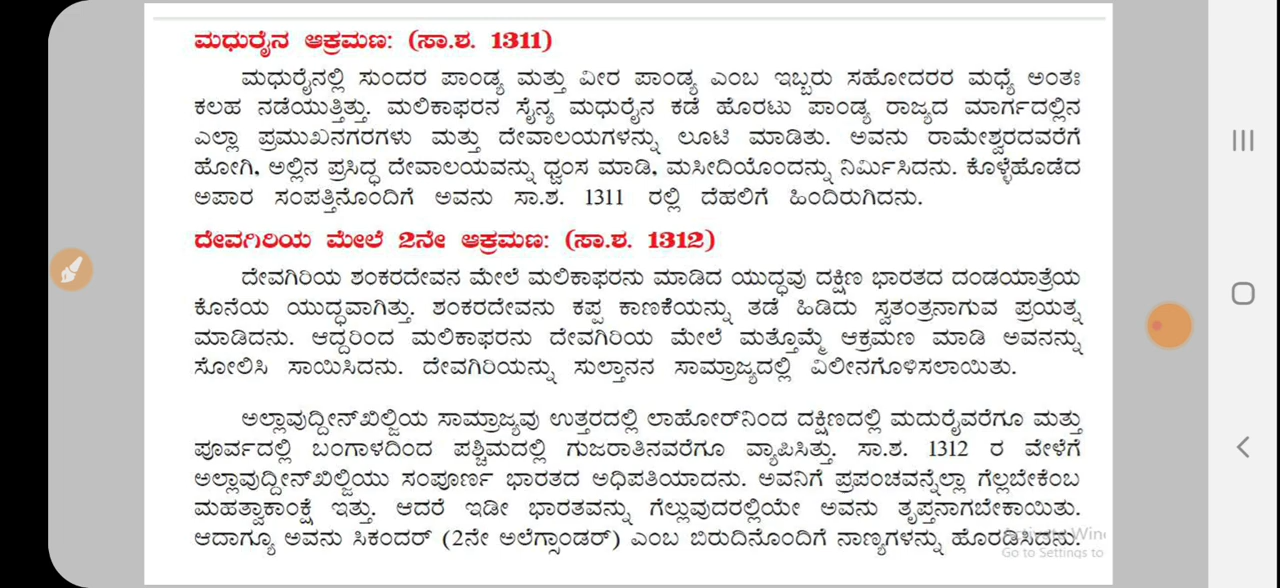 ಮಧುರೈನ ಆಕ್ರಮಣ: (ಸಾ.ಶ. 1311)
ಮಧುರೈನಲ್ಲಿ ಸುಂದರ ಪಾಂಡ್ಯ ಮತ್ತು ವೀರ ಪಾಂಡ್ಯ ಎಂಬ ಇಬ್ಬರು ಸಹೋದರರ ಮಧ್ಯೆ ಅಂತಃ
ಕಲಹ ನಡೆಯುತ್ತಿತ್ತು. ಮಲಿಕಾಫರನ ಸೈನ್ಯ ಮಧುರೈನ ಕಡೆ ಹೊರಟು ಪಾಂಡ್ಯ ರಾಜ್ಯದ ಮಾರ್ಗದಲ್ಲಿನ
ಎಲ್ಲಾ ಪ್ರಮುಖನಗರಗಳು ಮತ್ತು ದೇವಾಲಯಗಳನ್ನು ಲೂಟಿ ಮಾಡಿತು. ಅವನು ರಾಮೇಶ್ವರದವರೆಗೆ
ಹೋಗಿ, ಅಲ್ಲಿನ ಪ್ರಸಿದ್ಧ ದೇವಾಲಯವನ್ನು ಧ್ವಂಸ ಮಾಡಿ, ಮಸೀದಿಯೊಂದನ್ನು ನಿರ್ಮಿಸಿದನು. ಕೊಳ್ಳೆಹೊಡೆದ
ಅಪಾರ ಸಂಪತ್ತಿನೊಂದಿಗೆ ಅವನು ಸಾ.ಶ. 1311 ರಲ್ಲಿ ದೆಹಲಿಗೆ ಹಿಂದಿರುಗಿದನು.
ದೇವಗಿರಿಯ ಮೇಲೆ 2ನೇ ಆಕ್ರಮಣ: (ಸಾ.ಶ. 1312)
ದೇವಗಿರಿಯ ಶಂಕರದೇವನ ಮೇಲೆ ಮಲಿಕಾಫರನು ಮಾಡಿದ ಯುದ್ಧವು ದಕ್ಷಿಣ ಭಾರತದ ದಂಡಯಾತ್ರೆಯ
ಕೊನೆಯ ಯುದ್ಧವಾಗಿತ್ತು. ಶಂಕರದೇವನು ಕಪ್ಪ ಕಾಣಕೆಯನ್ನು ತಡೆ ಹಿಡಿದು ಸ್ವತಂತ್ರನಾಗುವ ಪ್ರಯತ್ನ
ಮಾಡಿದನು. ಆದ್ದರಿಂದ ಮಲಿಕಾಫರನು ದೇವಗಿರಿಯ ಮೇಲೆ ಮತ್ತೊಮ್ಮೆ ಆಕ್ರಮಣ ಮಾಡಿ ಅವನನ್ನು
ಸೋಲಿಸಿ ಸಾಯಿಸಿದನು. ದೇವಗಿರಿಯನ್ನು ಸುಲ್ತಾನನ ಸಾಮ್ರಾಜ್ಯದಲ್ಲಿ ವಿಲೀನಗೊಳಿಸಲಾಯಿತು.
ಅಲ್ಲಾವುದ್ದೀನ್‌ಖಿಲ್ಜಿಯ ಸಾಮ್ರಾಜ್ಯವು ಉತ್ತರದಲ್ಲಿ ಲಾಹೋರ್‌ನಿಂದ ದಕ್ಷಿಣದಲ್ಲಿ ಮದುರೈವರೆಗೂ ಮತ್ತು
ಪೂರ್ವದಲ್ಲಿ ಬಂಗಾಳದಿಂದ ಪಶ್ಚಿಮದಲ್ಲಿ ಗುಜರಾತಿನವರೆಗೂ ವ್ಯಾಪಿಸಿತ್ತು. ಸಾ.ಶ. 1312 ರ ವೇಳೆಗೆ
ಅಲ್ಲಾವುದ್ದೀನ್‌ಖಿಲ್ಜಿಯು ಸಂಪೂರ್ಣ ಭಾರತದ ಅಧಿಪತಿಯಾದನು. ಅವನಿಗೆ ಪ್ರಪಂಚವನ್ನೆಲ್ಲಾ ಗೆಲ್ಲಬೇಕೆಂಬ
ಮಹತ್ವಾಕಾಂಕ್ಷೆ ಇತ್ತು. ಆದರೆ ಇಡೀ ಭಾರತವನ್ನು ಗೆಲ್ಲುವುದರಲ್ಲಿಯೇ ಅವನು ತೃಪ್ತನಾಗಬೇಕಾಯಿತು.
ಆದಾಗ್ಯೂ ಅವನು ಸಿಕಂದರ್ (2ನೇ ಅಲೆಗ್ಸಾಂಡರ್) ಎಂಬ ಬಿರುದಿನೊಂದಿಗೆ ನಾಣ್ಯಗಳನ್ನು ಹೊರಡಿಸಿದನು.
Activate Win
Go to Settings to